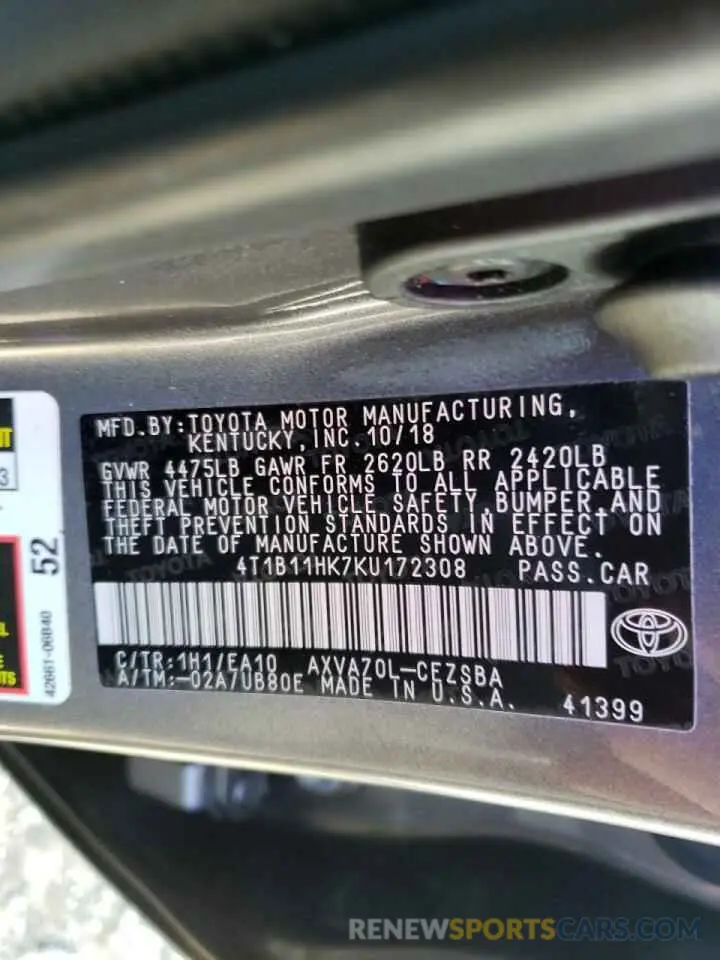 MFD.BY:TOYOTA MOTOR MANUFACTURING,
KENTUCKY, INC. 10/18
GVWR 4475LB GAWR FR 2620LB RR 2420LB
THIS VEHICLE CONFORMS TO ALL APPLICABLE
FEDERAL MOTOR VEHICLE SAFETY, BUMPER, AND
THEFT PREVENTION STANDARDS IN EFFECT ON
THE DATE OF MANUFACTURE SHOWN ABOVE.
4T1B11HK7KU172308 PASS.CAR
C/TR:1H1/EA10 AXVA70L-CEZSBA
A/TM:-02A/UB80E MADE IN U.S.A.
41399
52
42661-06B40
RENEWSPORTSCARS.COM